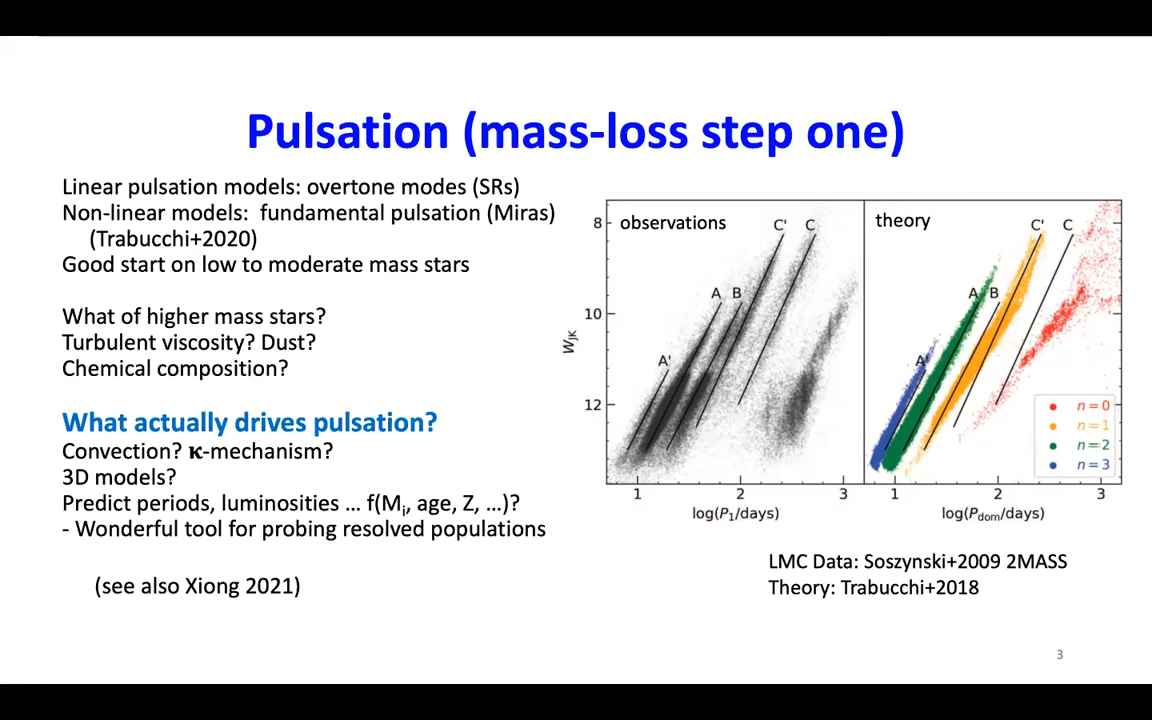 Pulsation (mass-loss step one)
Linear pulsation models: overtone modes (SRs)
Non-linear models: fundamental pulsation (Miras)
(Trabucchi+2020)
Good start on low to moderate mass stars
What of higher mass stars?
Turbulent viscosity? Dust?
Chemical composition?
What actually drives pulsation?
Convection? κ-mechanism?
3D models?
Predict periods, luminosities … f(Mi, age, Z, …)?
- Wonderful tool for probing resolved populations
(see also Xiong 2021)
observations
C' C
A B
A'
8
10
12
WJK
1 2 3
log(P1/days)
theory
C' C
A B
A'
n=0
n=1
n=2
n=3
1 2 3
log(Pdom/days)
LMC Data: Soszynski+2009 2MASS
Theory: Trabucchi+2018
3